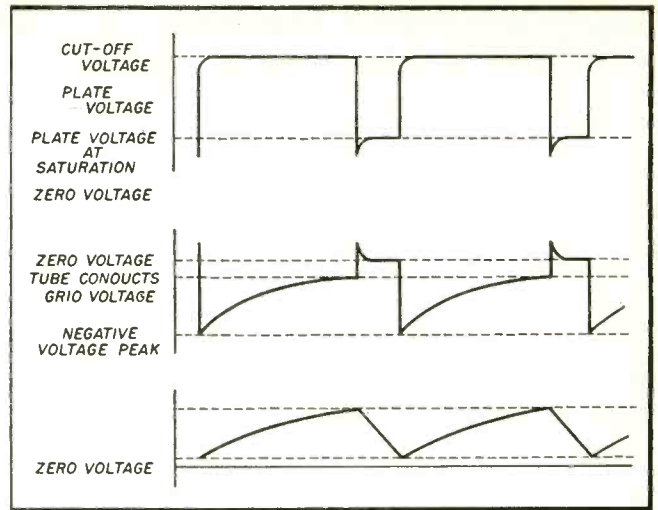 CUT-OFF
VOLTAGE
PLATE
VOLTAGE
PLATE VOLTAGE
AT
SATURATION
ZERO VOLTAGE
ZERO VOLTAGE
TUBE CONDUCTS
GRIO VOLTAGE
NEGATIVE
VOLTAGE PEAK
ZERO VOLTAGE